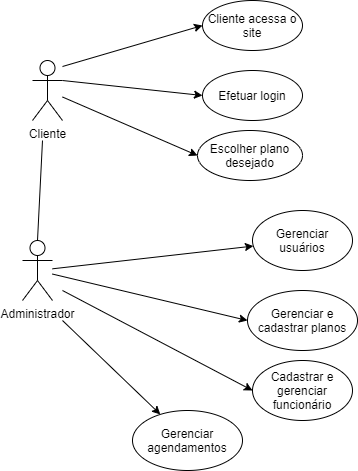 Cliente acessa o
site
Efetuar login
Cliente
Escolher plano
desejado
Gerenciar
usuários
Administrador
Gerenciar e
cadastrar planos
Cadastrar e
gerenciar
funcionário
Gerenciar
agendamentos